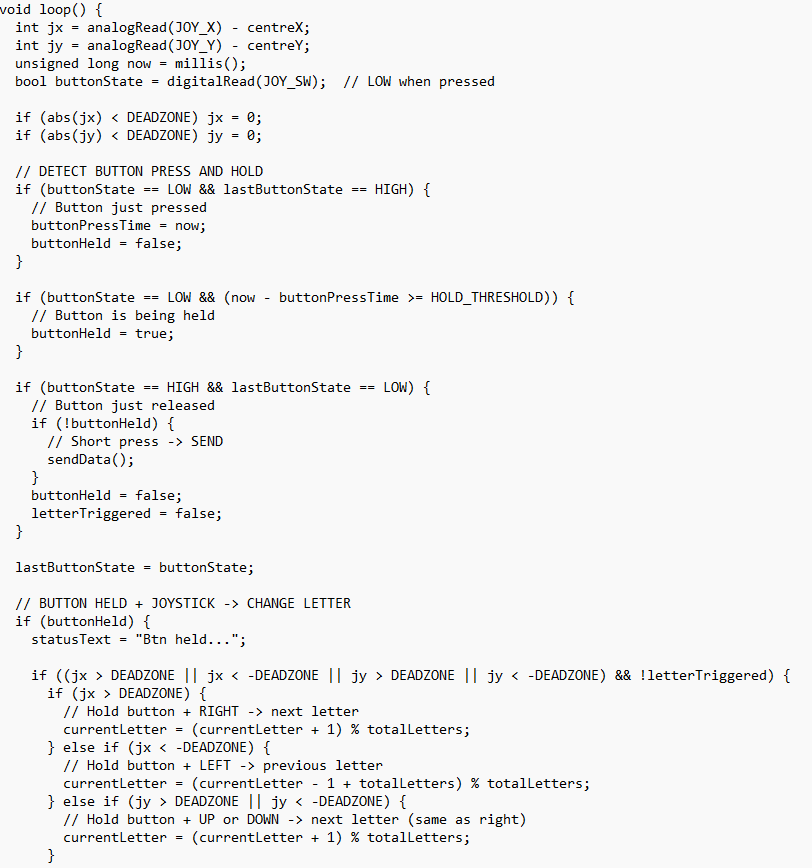 void loop() {
  int jx = analogRead(JOY_X) - centreX;
  int jy = analogRead(JOY_Y) - centreY;
  unsigned long now = millis();
  bool buttonState = digitalRead(JOY_SW);  // LOW when pressed

  if (abs(jx) < DEADZONE) jx = 0;
  if (abs(jy) < DEADZONE) jy = 0;

  // DETECT BUTTON PRESS AND HOLD
  if (buttonState == LOW && lastButtonState == HIGH) {
    // Button just pressed
    buttonPressTime = now;
    buttonHeld = false;
  }

  if (buttonState == LOW && (now - buttonPressTime >= HOLD_THRESHOLD)) {
    // Button is being held
    buttonHeld = true;
  }

  if (buttonState == HIGH && lastButtonState == LOW) {
    // Button just released
    if (!buttonHeld) {
      // Short press -> SEND
      sendData();
    }
    buttonHeld = false;
    letterTriggered = false;
  }

  lastButtonState = buttonState;

  // BUTTON HELD + JOYSTICK -> CHANGE LETTER
  if (buttonHeld) {
    statusText = "Btn held...";

    if ((jx > DEADZONE || jx < -DEADZONE || jy > DEADZONE || jy < -DEADZONE) && !letterTriggered) {
      if (jx > DEADZONE) {
        // Hold button + RIGHT -> next letter
        currentLetter = (currentLetter + 1) % totalLetters;
      } else if (jx < -DEADZONE) {
        // Hold button + LEFT -> previous letter
        currentLetter = (currentLetter - 1 + totalLetters) % totalLetters;
      } else if (jy > DEADZONE || jy < -DEADZONE) {
        // Hold button + UP or DOWN -> next letter (same as right)
        currentLetter = (currentLetter + 1) % totalLetters;
      }